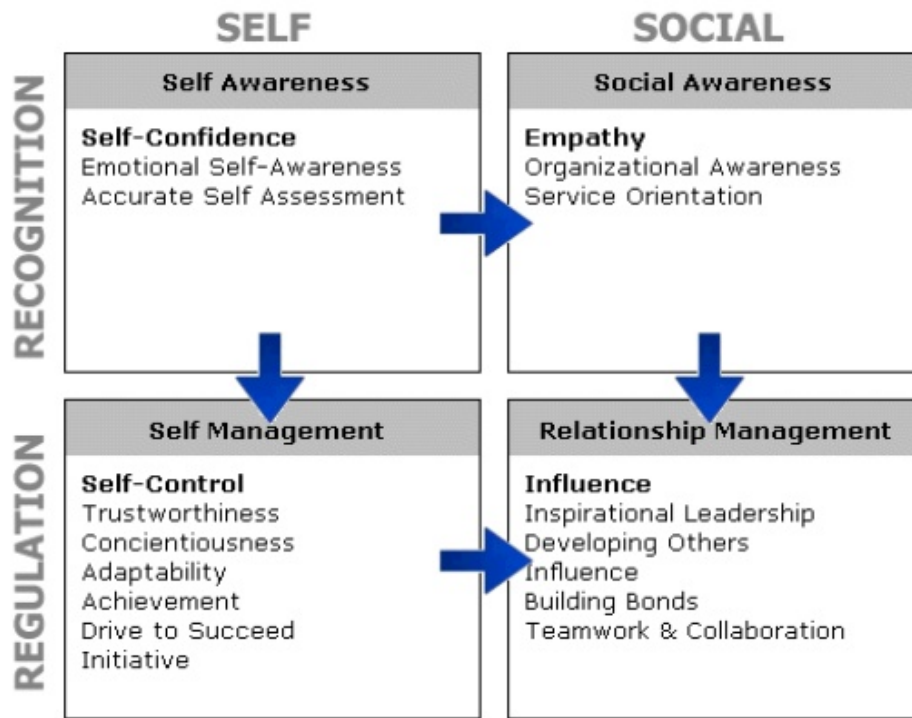 SELF
SOCIAL
RECOGNITION
Self Awareness
Self-Confidence
Emotional Self-Awareness
Accurate Self Assessment
Social Awareness
Empathy
Organizational Awareness
Service Orientation
REGULATION
Self Management
Self-Control
Trustworthiness
Concientiousness
Adaptability
Achievement
Drive to Succeed
Initiative
Relationship Management
Influence
Inspirational Leadership
Developing Others
Influence
Building Bonds
Teamwork & Collaboration